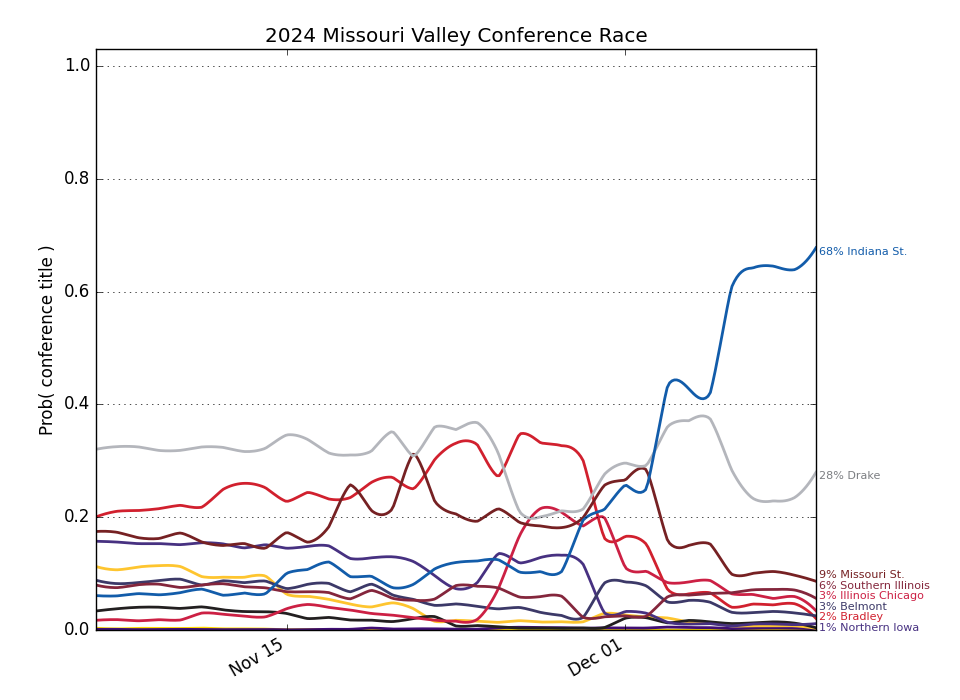 2024 Missouri Valley Conference Race
1.0
0.8
0.6
0.4
0.2
0.0
Prob( conference title )
Nov 15
Dec 01
68% Indiana St.
28% Drake
9% Missouri St.
6% Southern Illinois
3% Illinois Chicago
3% Belmont
2% Bradley
1% Northern Iowa